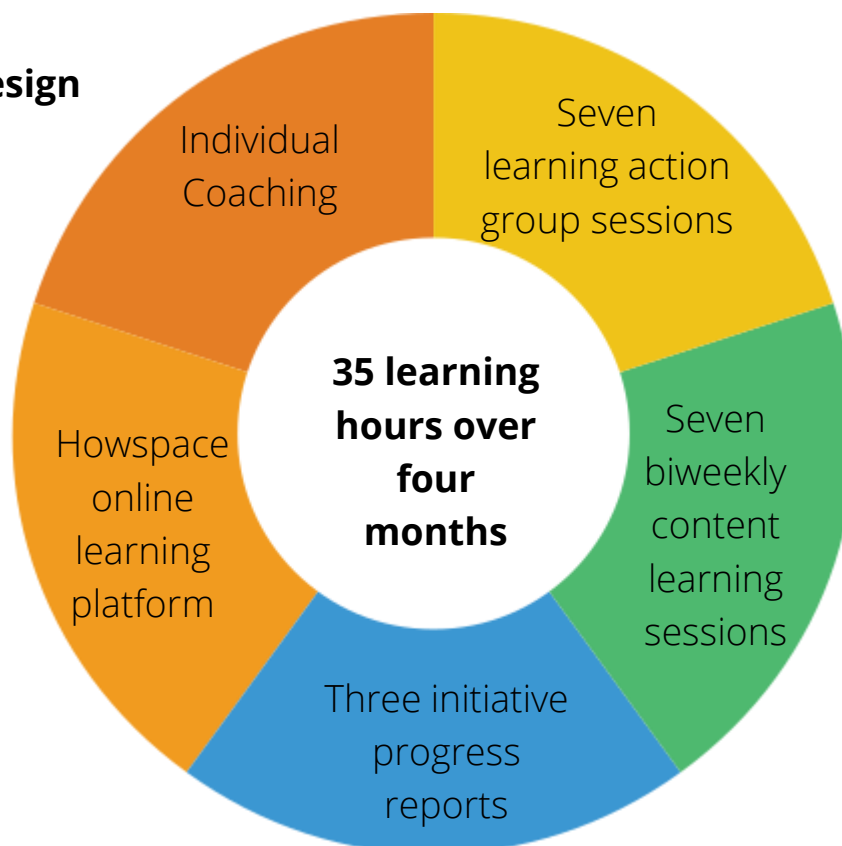 esign
Individual
Coaching
Seven
learning action
group sessions
35 learning
hours over
four
months
Howspace
online
learning
platform
Seven
biweekly
content
learning
sessions
Three initiative
progress
reports